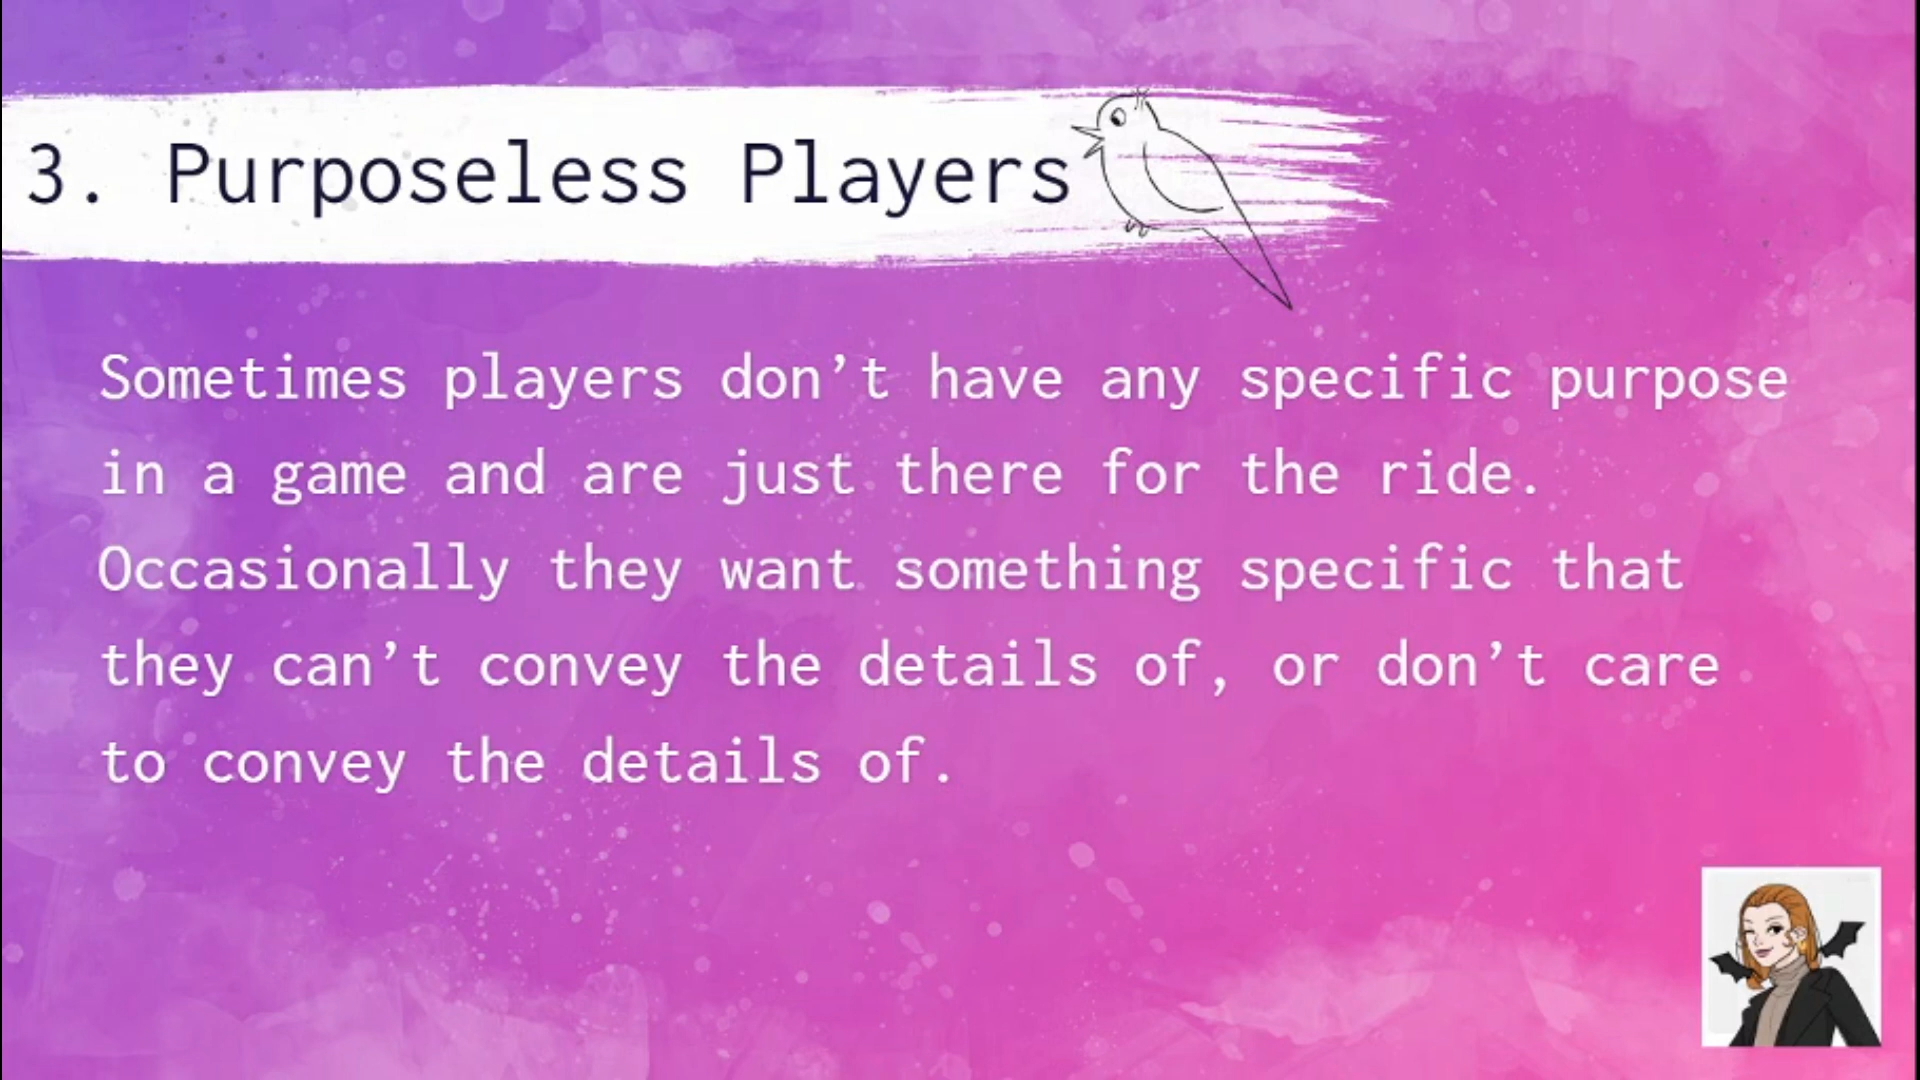 3. Purposeless Players
Sometimes players don’t have any specific purpose
in a game and are just there for the ride.
Occasionally they want something specific that
they can’t convey the details of, or don’t care
to convey the details of.